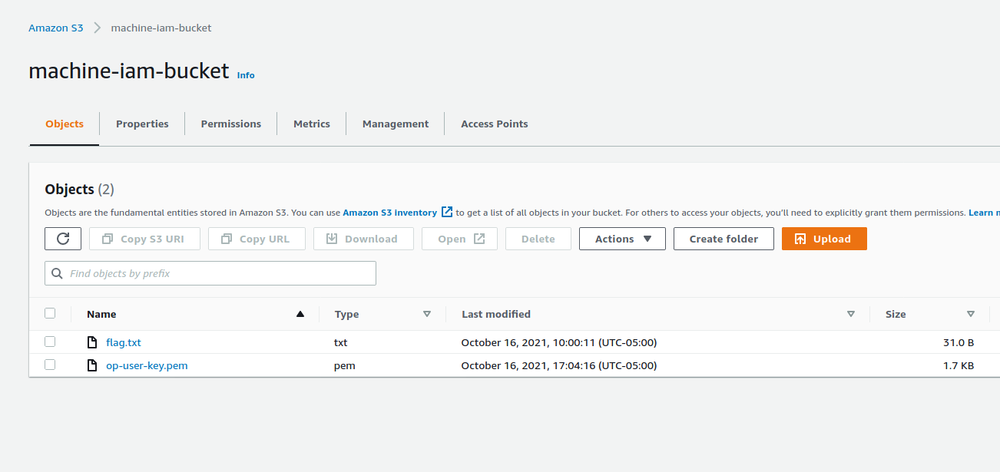 Amazon S3 > machine-iam-bucket
machine-iam-bucket Info
Objects Properties Permissions Metrics Management Access Points
Objects (2)
Objects are the fundamental entities stored in Amazon S3. You can use Amazon S3 inventory to get a list of all objects in your bucket. For others to access your objects, you'll need to explicitly grant them permissions. Learn
Copy S3 URI Copy URL Download Open Delete Actions Create folder Upload
Find objects by prefix
Name Type Last modified Size
flag.txt txt October 16, 2021, 10:00:11 (UTC-05:00) 31.0 B
op-user-key.pem pem October 16, 2021, 17:04:16 (UTC-05:00) 1.7 KB